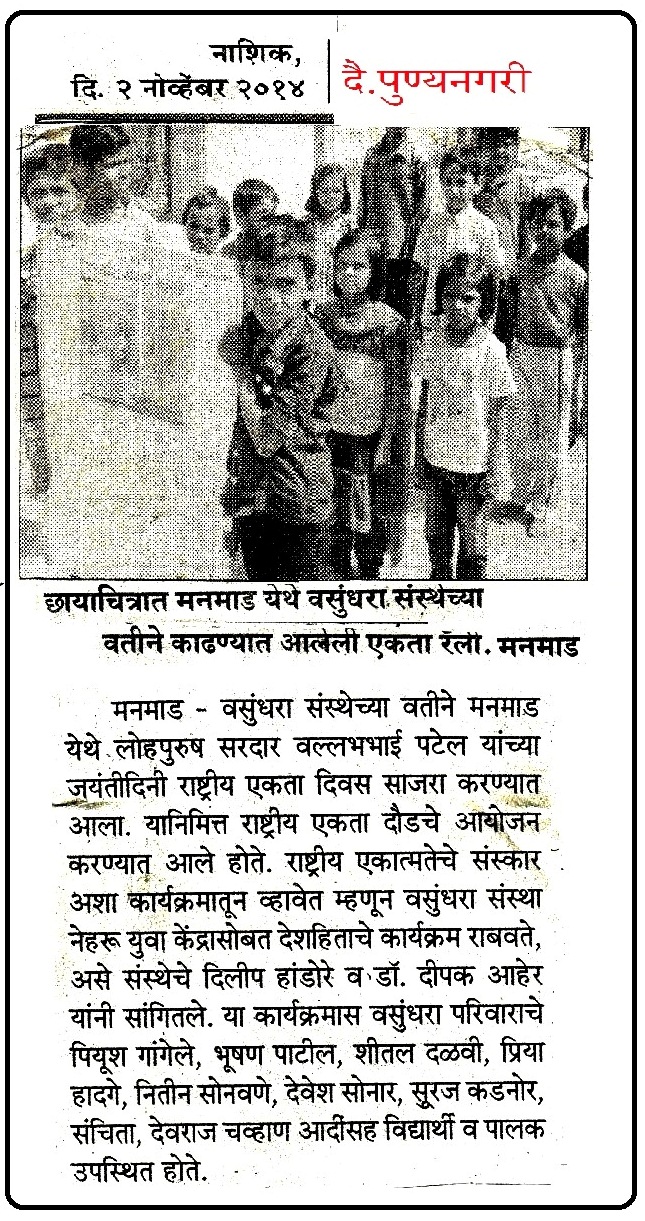 नाशिक,
दि. २ नोव्हेंबर २०१४
दै.पुण्यनगरी
छायाचित्रात मनमाड येथे वसुंधरा संस्थेच्या
वतीने काढण्यात आलेली एकता रॅली. मनमाड
मनमाड - वसुंधरा संस्थेच्या वतीने मनमाड
येथे लोहपुरुष सरदार वल्लभभाई पटेल यांच्या
जयंतीदिनी राष्ट्रीय एकता दिवस साजरा करण्यात
आला. यानिमित्त राष्ट्रीय एकता दौडचे आयोजन
करण्यात आले होते. राष्ट्रीय एकात्मतेचे संस्कार
अशा कार्यक्रमातून व्हावेत म्हणून वसुंधरा संस्था
नेहरू युवा केंद्रासोबत देशहिताचे कार्यक्रम राबवते,
असे संस्थेचे दिलीप हांडोरे व डॉ. दीपक आहेर
यांनी सांगितले. या कार्यक्रमास वसुंधरा परिवाराचे
पियूश गांगेले, भूषण पाटील, शीतल दळवी, प्रिया
हादगे, नितीन सोनवणे, देवेश सोनार, सुरज कडनोर,
संचिता, देवराज चव्हाण आदींसह विद्यार्थी व पालक
उपस्थित होते.